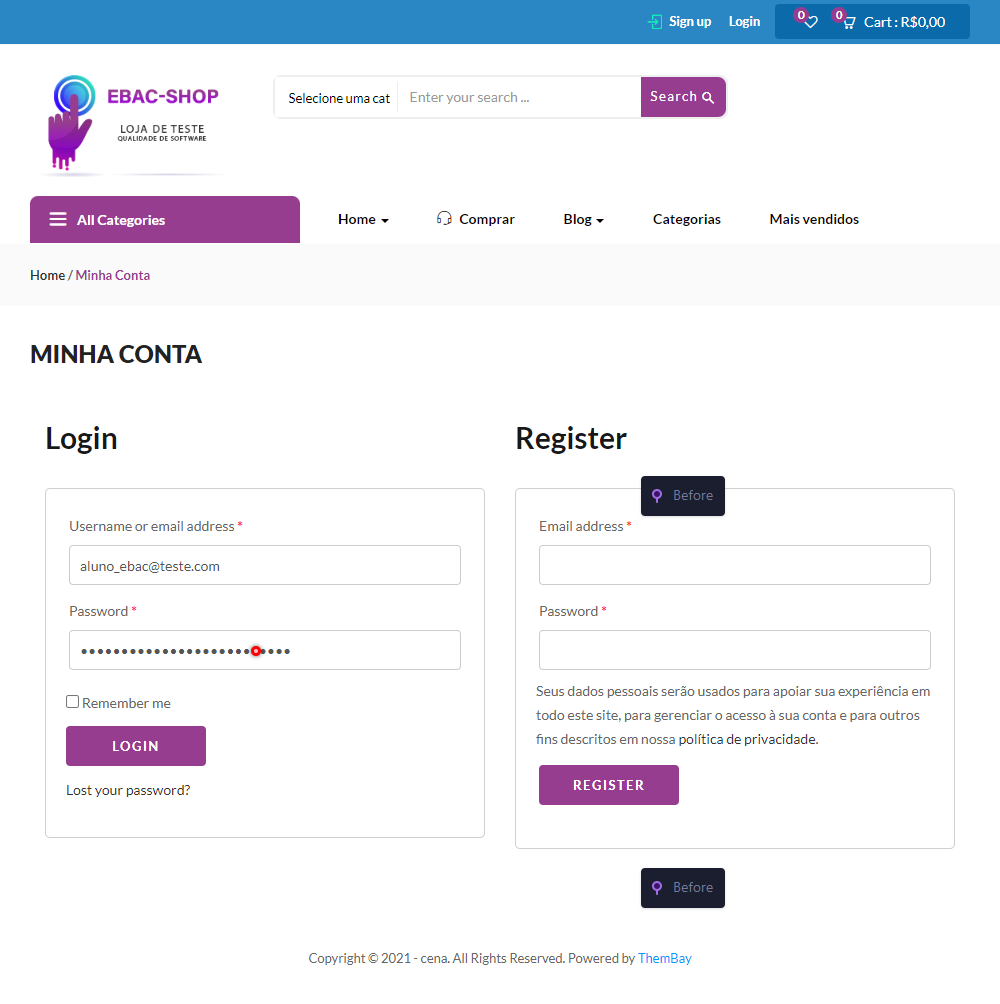 Sign up
Login
0
0
Cart : R$0,00
EBAC-SHOP
LOJA DE TESTE
QUALIDADE DE SOFTWARE
Selecione uma cat
Enter your search ...
Search
All Categories
Home
Comprar
Blog
Categorias
Mais vendidos
Home / Minha Conta
MINHA CONTA
Login
Username or email address *
aluno_ebac@teste.com
Password *
Remember me
LOGIN
Lost your password?
Register
Before
Email address *
Password *
Seus dados pessoais serão usados para apoiar sua experiência em
todo este site, para gerenciar o acesso à sua conta e para outros
fins descritos em nossa política de privacidade.
REGISTER
Before
Copyright © 2021 - cena. All Rights Reserved. Powered by ThemBay